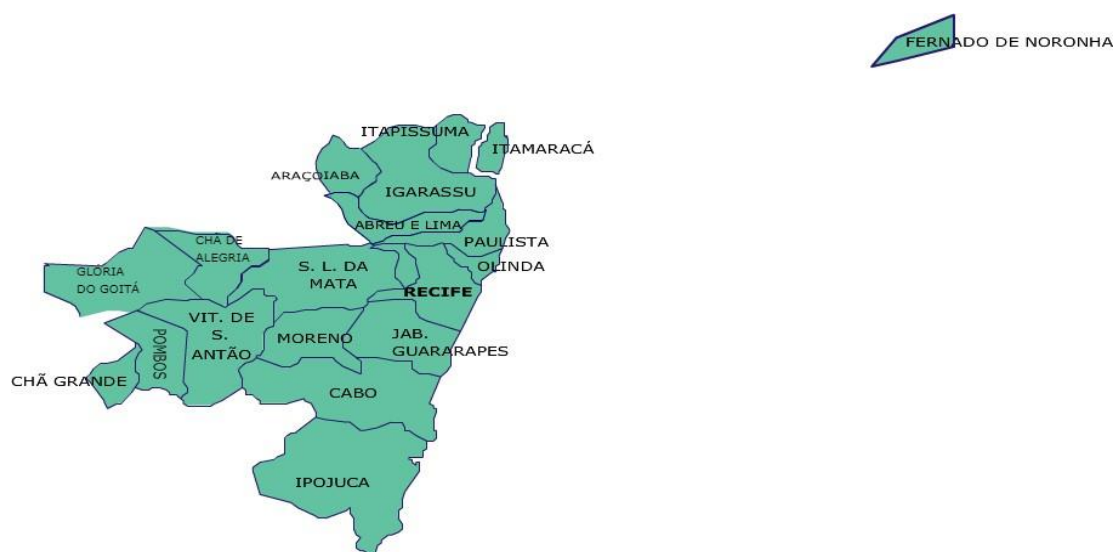 FERNADO DE NORONHA
ITAPISSUMA
ITAMARACÁ
ARAÇOIABA
IGARASSU
ABREU E LIMA
PAULISTA
CHÃ DE
ALEGRIA
OLINDA
S. L. DA
MATA
GLÓRIA
DO GOITÁ
RECIFE
VIT. DE
S.
ANTÃO
MORENO
JAB.
GUARARAPES
POMBOS
CHÃ GRANDE
CABO
IPOJUCA